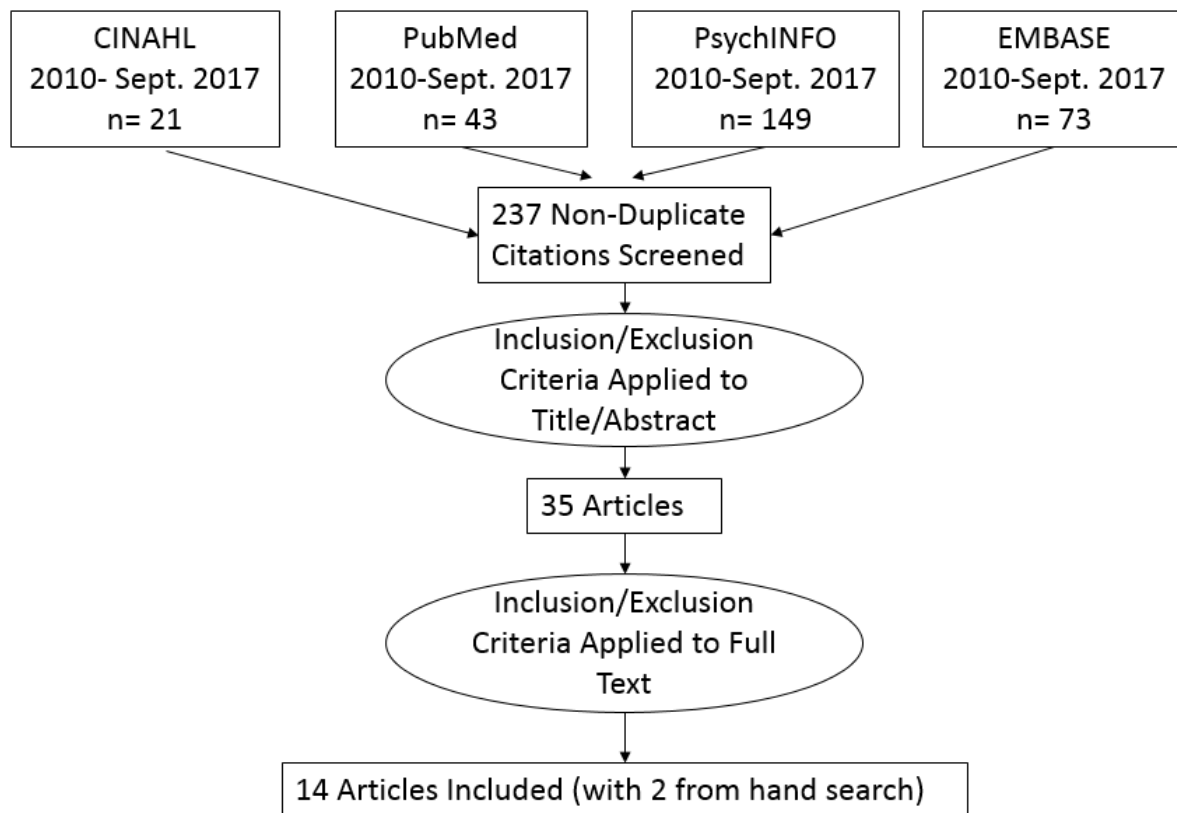 CINAHL
2010- Sept. 2017
n= 21
PubMed
2010-Sept. 2017
n= 43
PsychINFO
2010-Sept. 2017
n= 149
EMBASE
2010-Sept. 2017
n= 73
237 Non-Duplicate
Citations Screened
Inclusion/Exclusion
Criteria Applied to
Title/Abstract
35 Articles
Inclusion/Exclusion
Criteria Applied to Full
Text
14 Articles Included (with 2 from hand search)